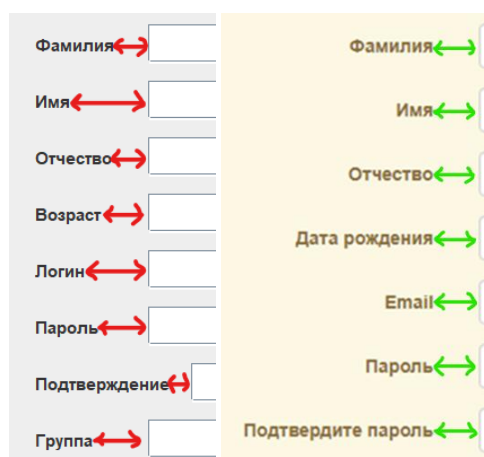 Фамилия
Имя
Отчество
Возраст
Логин
Пароль
Подтверждение
Группа
Фамилия
Имя
Отчество
Дата рождения
Email
Пароль
Подтвердите пароль